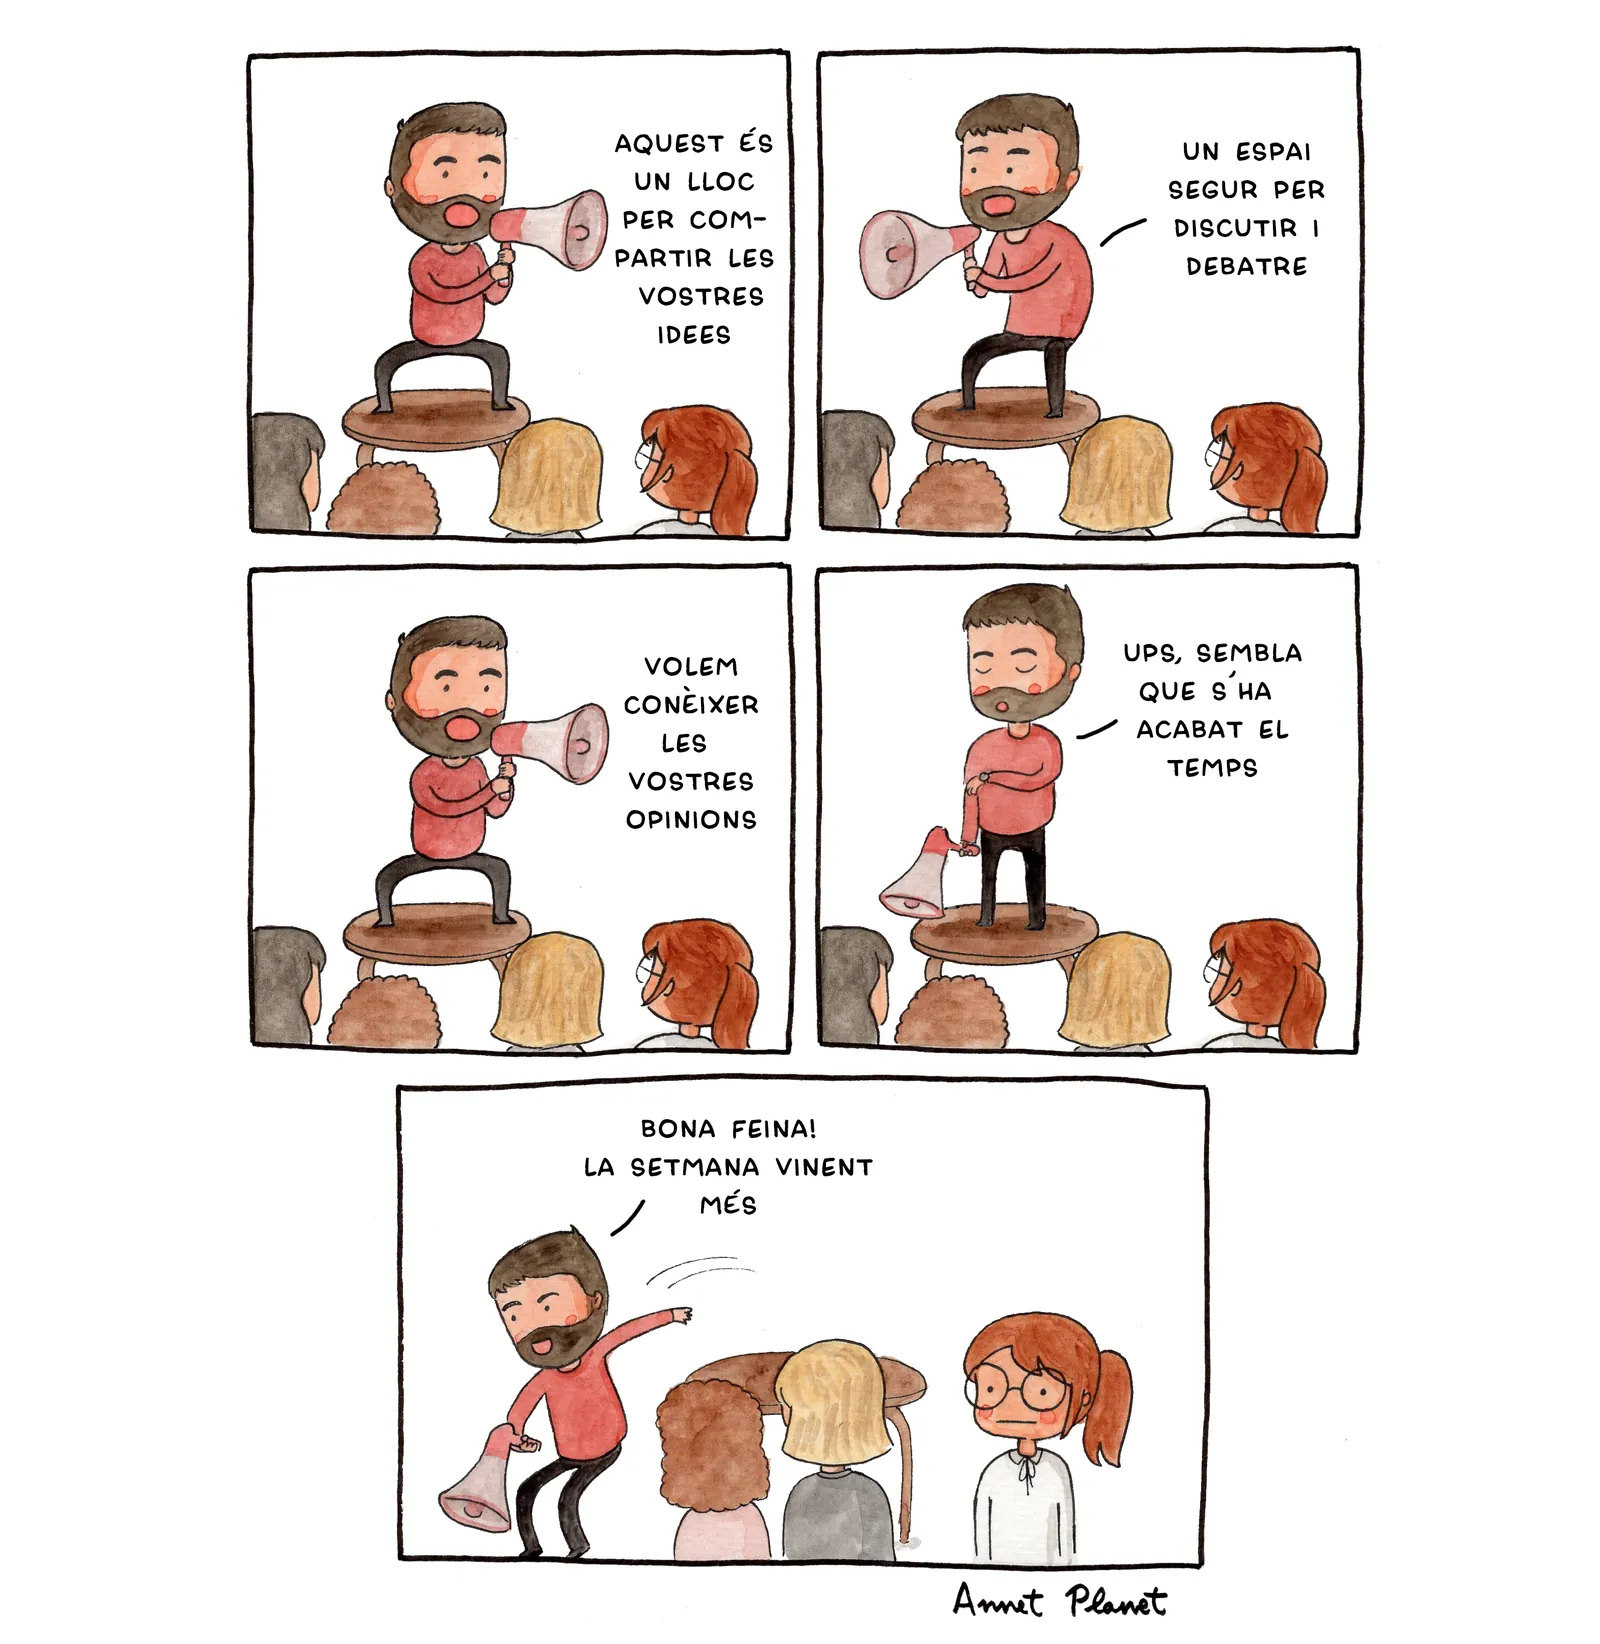 AQUEST ÉS
UN LLOC
PER COM-
PARTIR LES
VOSTRES
IDEES
UN ESPAI
SEGUR PER
DISCUTIR I
DEBATRE
VOLEM
CONÈIXER
LES
VOSTRES
OPINIONS
UPS, SEMBLA
QUE S'HA
ACABAT EL
TEMPS
BONA FEINA!
LA SETMANA VINENT
MÉS
Annet Planet